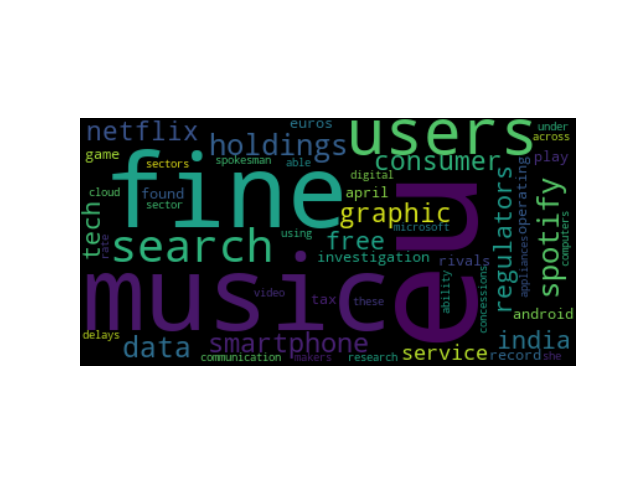 euros
users
under
across
netflix
holdings
consumer
play
game
sectors
spokesman
able
fine
digital
cloud
found
sector
april
graphic
eu
regulators
operating
appliances
spotify
computers
tech
rate
search
using
free
microsoft
investigation
rivals
music
video
tax
these
ability
concessions
android
delays
data
smartphone
service
india
communication
makers
research
record
she